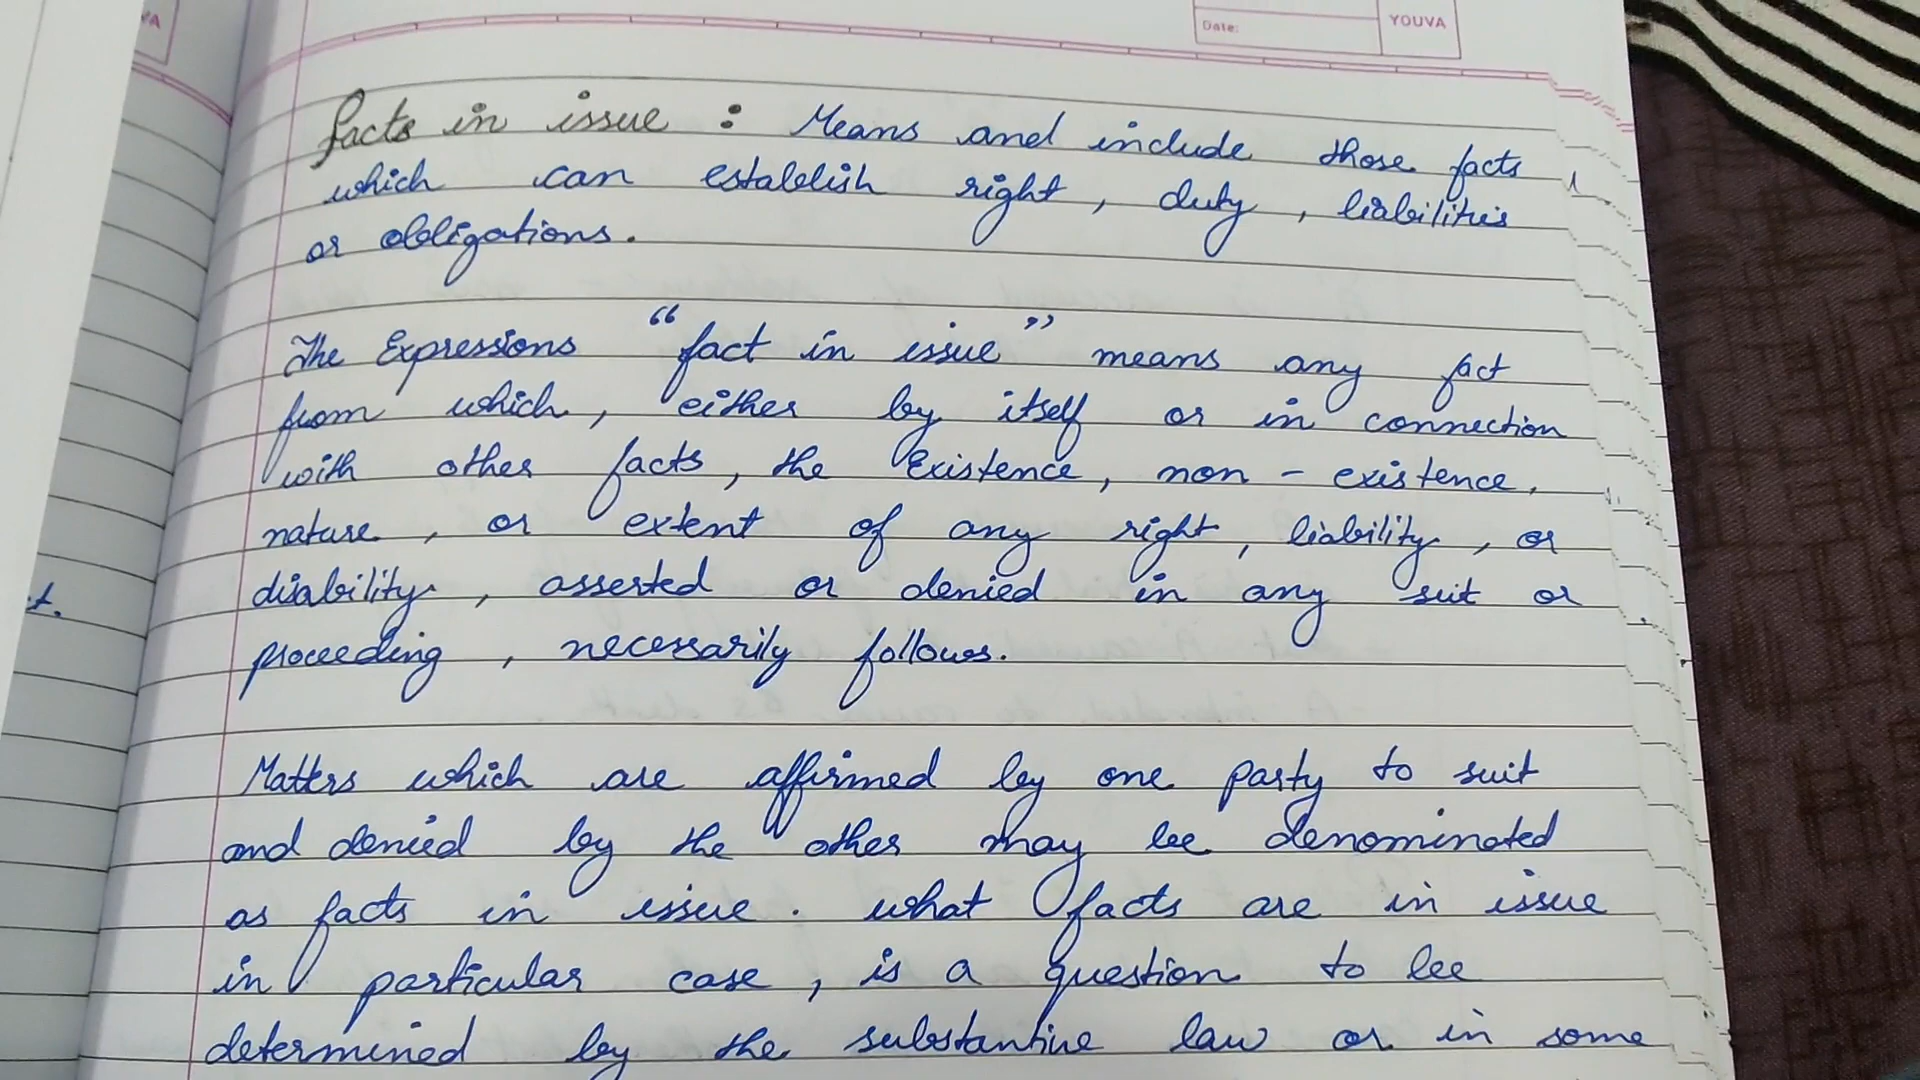 VA
Date:
YOUVA
facts in issue : Means and include those facts
which can establish right, duty, liabilities
or obligations.
The Expressions "fact in issue" means any fact
from which, either by itself or in connection
with other facts, the Existence, non - existence,
nature, or extent of any right, liability, or
disability, asserted or denied in any suit or
proceeding, necessarily follows.
Matters which are affirmed by one party to suit
and denied by the other may be denominated
as facts in issue. what facts are in issue
in particular case, is a question to be
determined by the substantive law or in some
t.